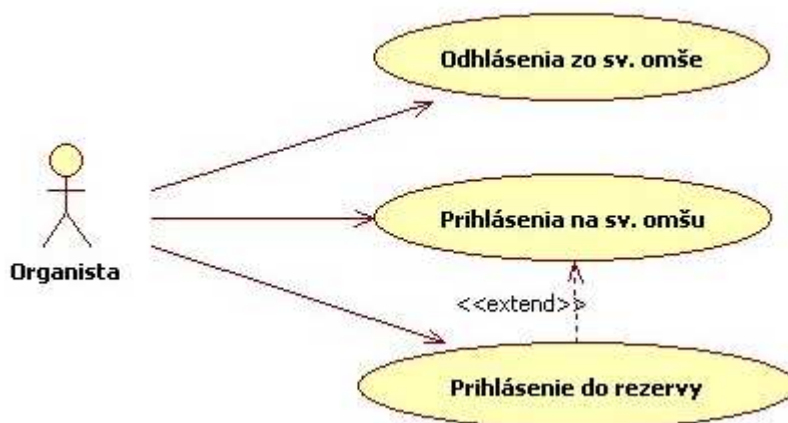 Odhlásenia zo sv. omše
Prihlásenia na sv. omšu
Organista
<<extend>>
Prihlásenie do rezervy